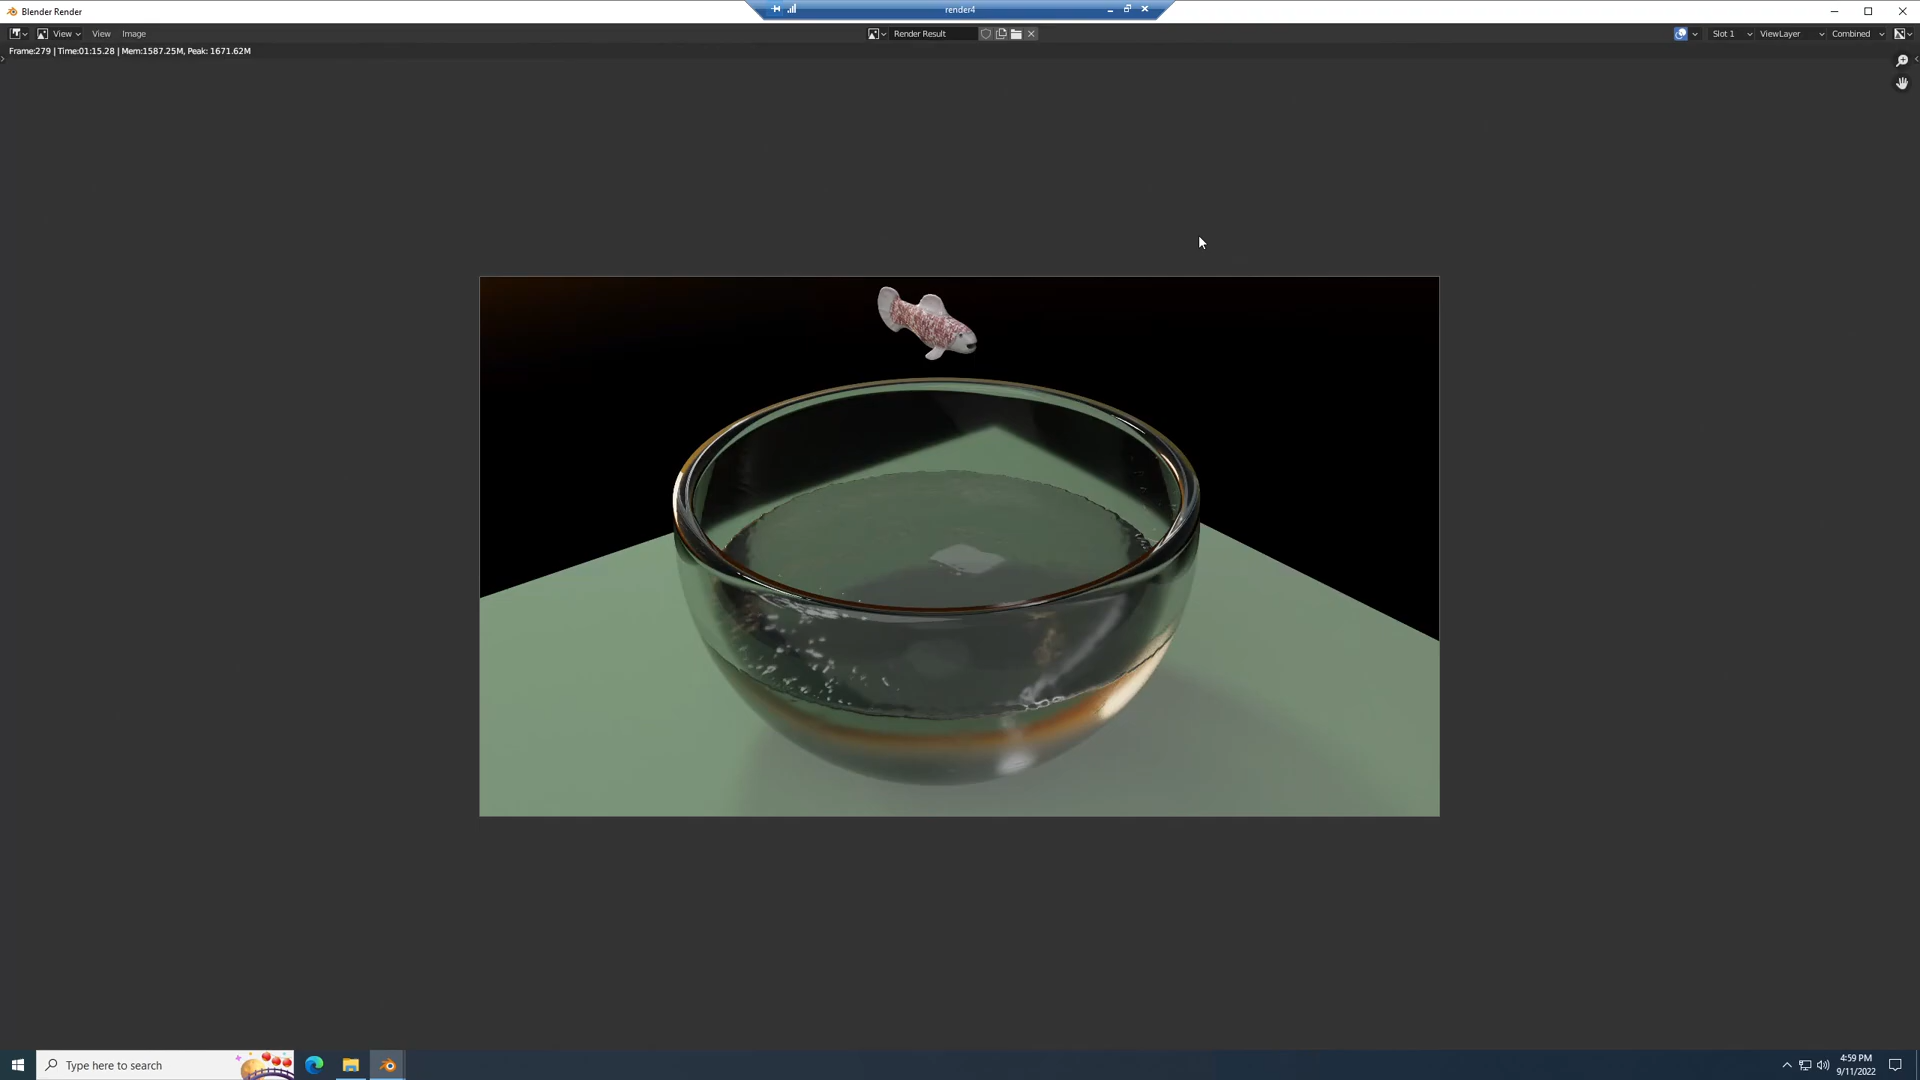 Blender Render
render4
View
View
Image
Render Result
Slot 1
ViewLayer
Combined
Frame:279 | Time:01:15.28 | Mem:1587.25M, Peak: 1671.62M
Type here to search
4:59 PM
9/11/2022